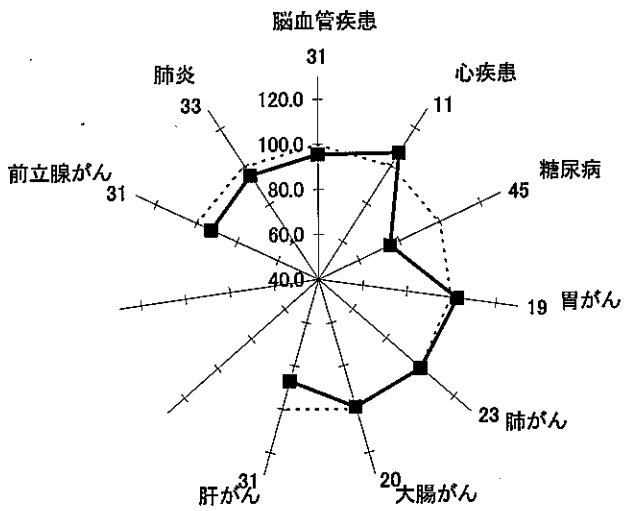 脳血管疾患
31
肺炎
33
心疾患
11
120.0
100.0
80.0
60.0
40.0
前立腺がん
31
糖尿病
45
19
胃がん
23
肺がん
20
大腸がん
31
肝がん